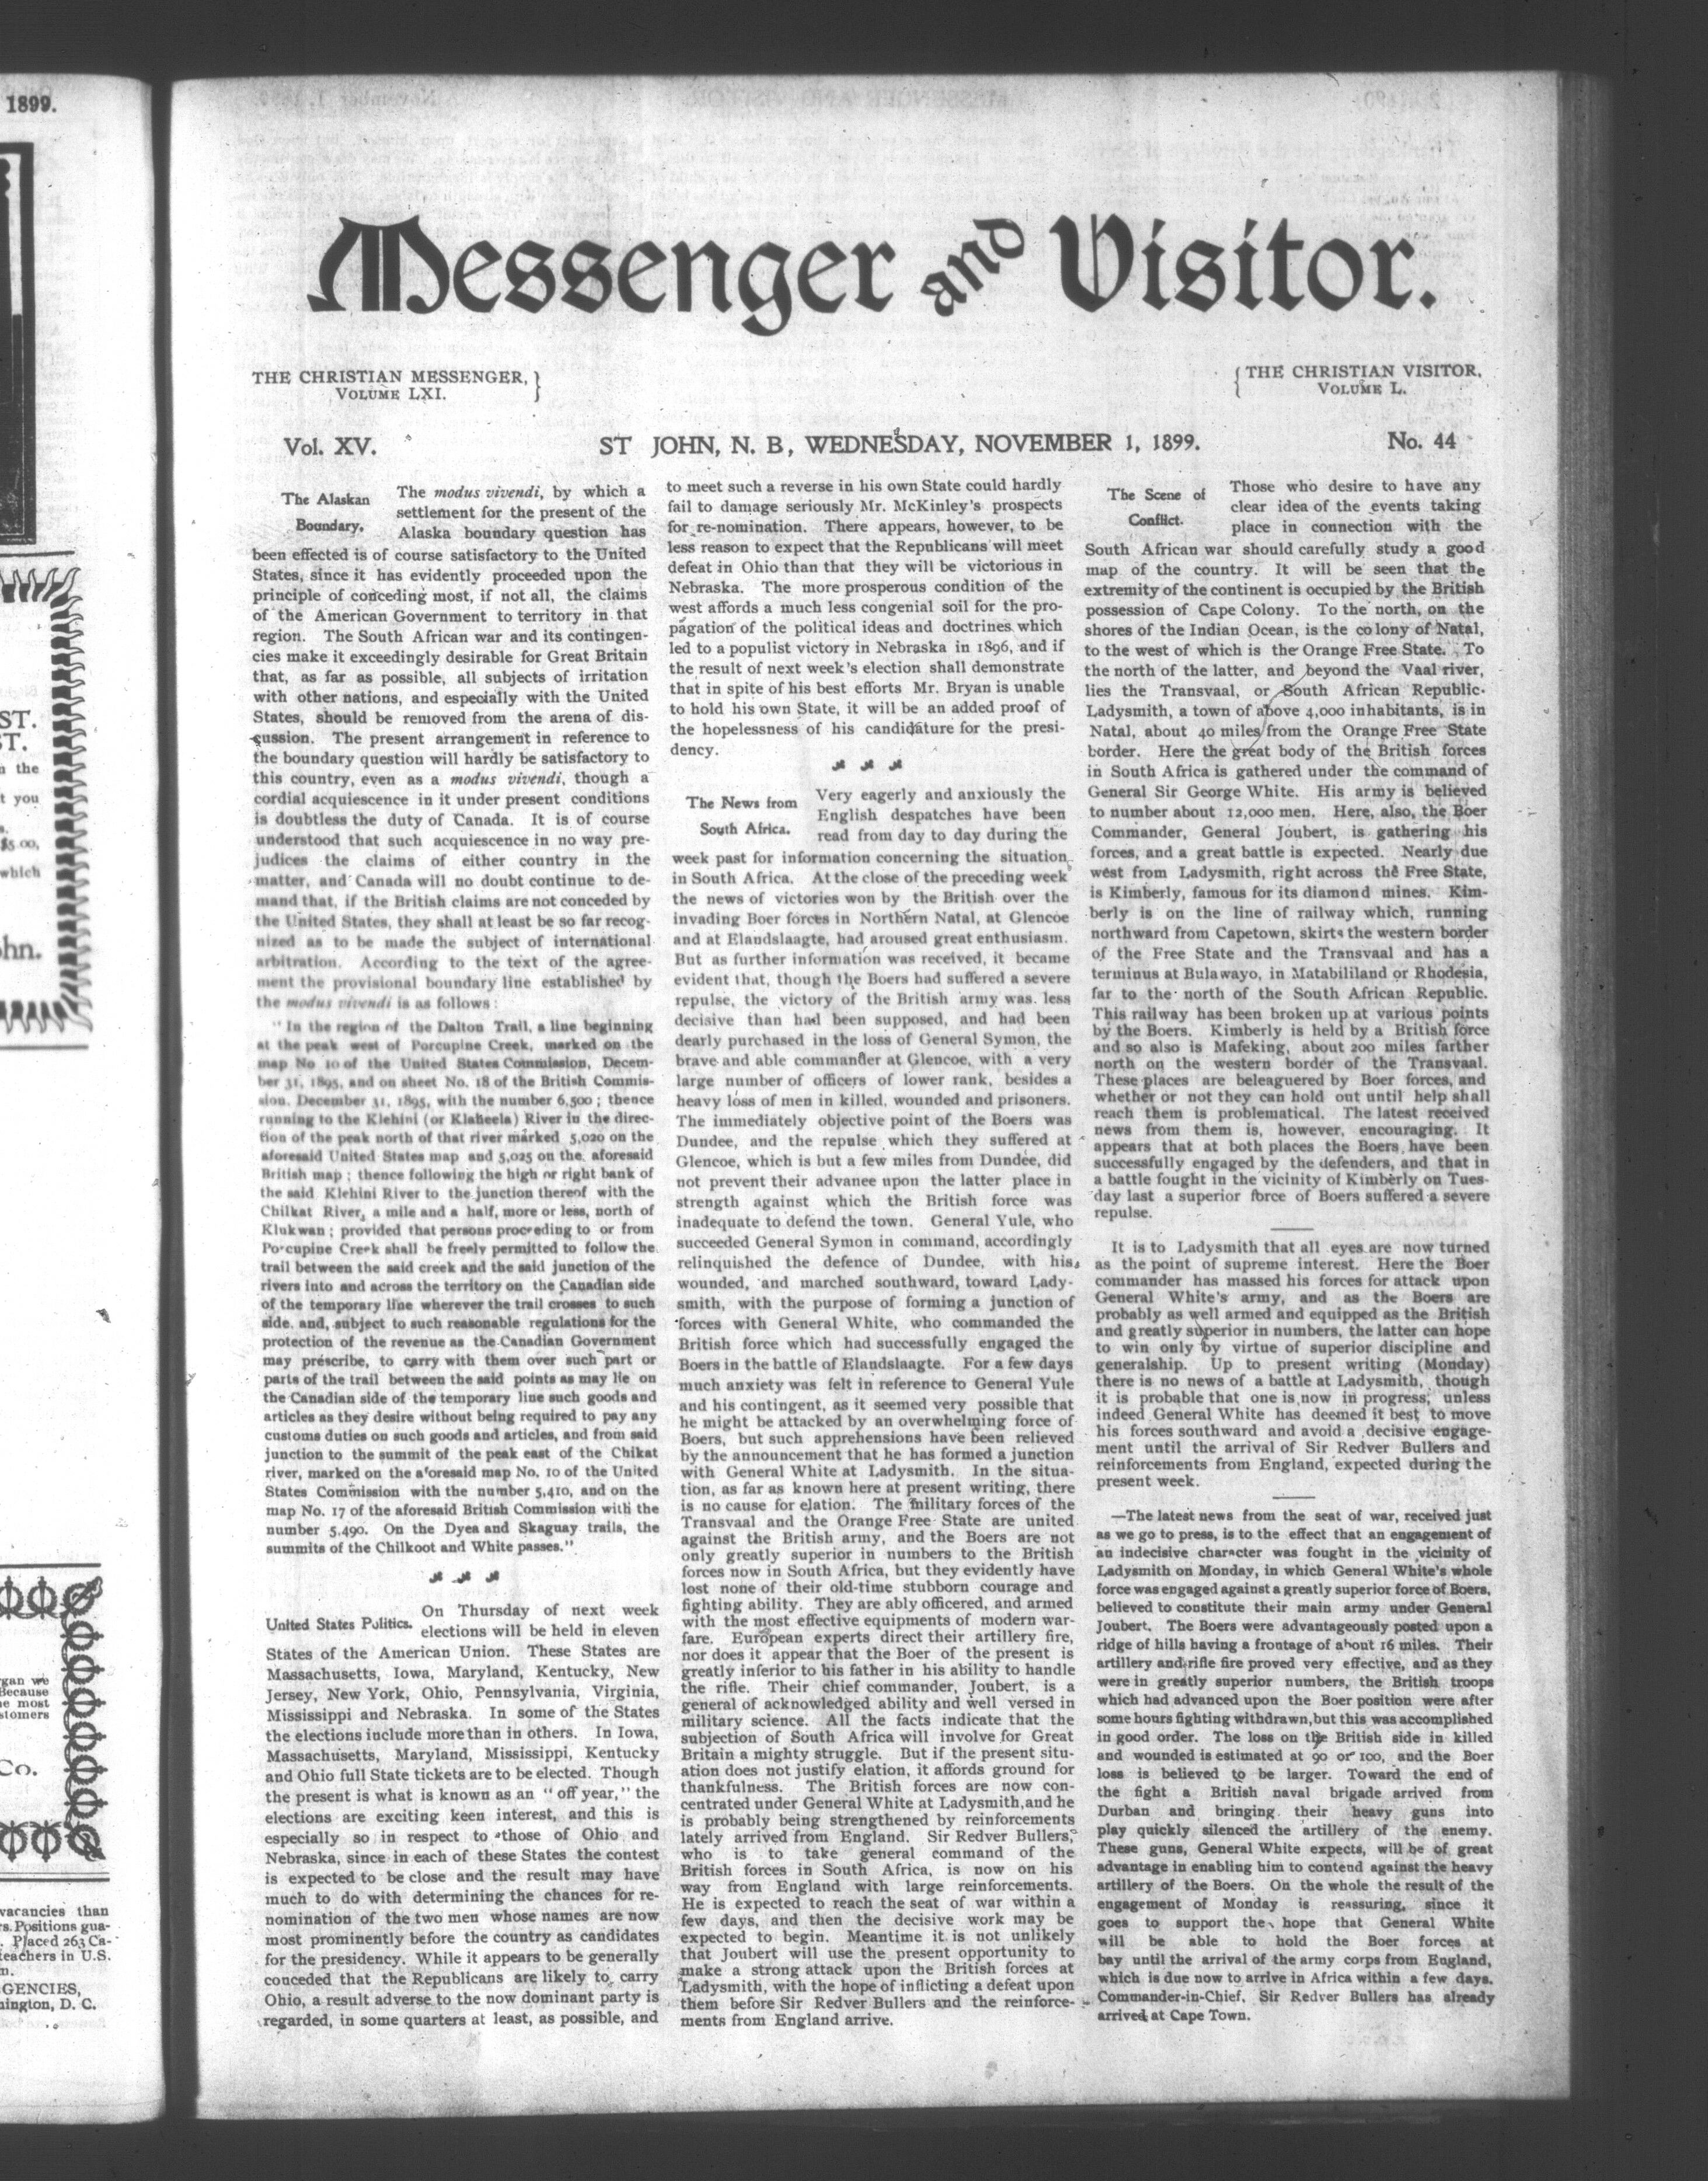 1899.
ST.
ST.
n the
t you
$5 00,
which
ohn.
gan we
Because
e most
stomers
Co.
vacancies than
rs. Positions gua-
. Placed 263 Ca-
teachers in U.S.
n.
GENCIES,
hington, D. C.
Messenger and Visitor.
THE CHRISTIAN MESSENGER, }
VOLUME LXI.
{ THE CHRISTIAN VISITOR,
VOLUME L.
Vol. XV.
ST JOHN, N. B, WEDNESDAY, NOVEMBER 1, 1899.
No. 44
The Alaskan
Boundary.
The modus vivendi, by which a
settlement for the present of the
Alaska boundary question has
been effected is of course satisfactory to the United
States, since it has evidently proceeded upon the
principle of conceding most, if not all, the claims
of the American Government to territory in that
region. The South African war and its contingen-
cies make it exceedingly desirable for Great Britain
that, as far as possible, all subjects of irritation
with other nations, and especially with the United
States, should be removed from the arena of dis-
cussion. The present arrangement in reference to
the boundary question will hardly be satisfactory to
this country, even as a modus vivendi, though a
cordial acquiescence in it under present conditions
is doubtless the duty of Canada. It is of course
understood that such acquiescence in no way pre-
judices the claims of either country in the
matter, and Canada will no doubt continue to de-
mand that, if the British claims are not conceded by
the United States, they shall at least be so far recog-
nized as to be made the subject of international
arbitration. According to the text of the agree-
ment the provisional boundary line established by
the modus vivendi is as follows :
"In the region of the Dalton Trail, a line beginning
at the peak west of Porcupine Creek, marked on the
map No 10 of the United States Commission, Decem-
ber 31, 1895, and on sheet No. 18 of the British Commis-
sion. December 31, 1895, with the number 6,500 ; thence
running to the Klehini (or Klaheela) River in the direc-
tion of the peak north of that river marked 5,020 on the
aforesaid United States map and 5,025 on the aforesaid
British map ; thence following the high or right bank of
the said Klehini River to the junction thereof with the
Chilkat River, a mile and a half, more or less, north of
Klukwan ; provided that persons proceeding to or from
Porcupine Creek shall be freely permitted to follow the
trail between the said creek and the said junction of the
rivers into and across the territory on the Canadian side
of the temporary line wherever the trail crosses to such
side. and, subject to such reasonable regulations for the
protection of the revenue as the Canadian Government
may prescribe, to carry with them over such part or
parts of the trail between the said points as may lie on
the Canadian side of the temporary line such goods and
articles as they desire without being required to pay any
customs duties on such goods and articles, and from said
junction to the summit of the peak east of the Chikat
river, marked on the aforesaid map No. 10 of the United
States Commission with the number 5,410, and on the
map No. 17 of the aforesaid British Commission with the
number 5,490. On the Dyea and Skaguay trails, the
summits of the Chilkoot and White passes."
United States Politics.
On Thursday of next week
elections will be held in eleven
States of the American Union. These States are
Massachusetts, Iowa, Maryland, Kentucky, New
Jersey, New York, Ohio, Pennsylvania, Virginia,
Mississippi and Nebraska. In some of the States
the elections include more than in others. In Iowa,
Massachusetts, Maryland, Mississippi, Kentucky
and Ohio full State tickets are to be elected. Though
the present is what is known as an "off year," the
elections are exciting keen interest, and this is
especially so in respect to those of Ohio and
Nebraska, since in each of these States the contest
is expected to be close and the result may have
much to do with determining the chances for re-
nomination of the two men whose names are now
most prominently before the country as candidates
for the presidency. While it appears to be generally
conceded that the Republicans are likely to carry
Ohio, a result adverse to the now dominant party is
regarded, in some quarters at least, as possible, and
to meet such a reverse in his own State could hardly
fail to damage seriously Mr. McKinley's prospects
for re-nomination. There appears, however, to be
less reason to expect that the Republicans will meet
defeat in Ohio than that they will be victorious in
Nebraska. The more prosperous condition of the
west affords a much less congenial soil for the pro-
pagation of the political ideas and doctrines which
led to a populist victory in Nebraska in 1896, and if
the result of next week's election shall demonstrate
that in spite of his best efforts Mr. Bryan is unable
to hold his own State, it will be an added proof of
the hopelessness of his candidature for the presi-
dency.
The News from
South Africa.
Very eagerly and anxiously the
English despatches have been
read from day to day during the
week past for information concerning the situation
in South Africa. At the close of the preceding week
the news of victories won by the British over the
invading Boer forces in Northern Natal, at Glencoe
and at Elandslaagte, had aroused great enthusiasm.
But as further information was received, it became
evident that, though the Boers had suffered a severe
repulse, the victory of the British army was less
decisive than had been supposed, and had been
dearly purchased in the loss of General Symon, the
brave and able commander at Glencoe, with a very
large number of officers of lower rank, besides a
heavy loss of men in killed, wounded and prisoners.
The immediately objective point of the Boers was
Dundee, and the repulse which they suffered at
Glencoe, which is but a few miles from Dundee, did
not prevent their advanee upon the latter place in
strength against which the British force was
inadequate to defend the town. General Yule, who
succeeded General Symon in command, accordingly
relinquished the defence of Dundee, with his
wounded, and marched southward, toward Lady-
smith, with the purpose of forming a junction of
forces with General White, who commanded the
British force which had successfully engaged the
Boers in the battle of Elandslaagte. For a few days
much anxiety was felt in reference to General Yule
and his contingent, as it seemed very possible that
he might be attacked by an overwhelming force of
Boers, but such apprehensions have been relieved
by the announcement that he has formed a junction
with General White at Ladysmith. In the situa-
tion, as far as known here at present writing, there
is no cause for elation. The military forces of the
Transvaal and the Orange Free State are united
against the British army, and the Boers are not
only greatly superior in numbers to the British
forces now in South Africa, but they evidently have
lost none of their old-time stubborn courage and
fighting ability. They are ably officered, and armed
with the most effective equipments of modern war-
fare. European experts direct their artillery fire,
nor does it appear that the Boer of the present is
greatly inferior to his father in his ability to handle
the rifle. Their chief commander, Joubert, is a
general of acknowledged ability and well versed in
military science. All the facts indicate that the
subjection of South Africa will involve for Great
Britain a mighty struggle. But if the present situ-
ation does not justify elation, it affords ground for
thankfulness. The British forces are now con-
centrated under General White at Ladysmith, and he
is probably being strengthened by reinforcements
lately arrived from England. Sir Redver Bullers,
who is to take general command of the
British forces in South Africa, is now on his
way from England with large reinforcements.
He is expected to reach the seat of war within a
few days, and then the decisive work may be
expected to begin. Meantime it is not unlikely
that Joubert will use the present opportunity to
make a strong attack upon the British forces at
Ladysmith, with the hope of inflicting a defeat upon
them before Sir Redver Bullers and the reinforce-
ments from England arrive.
The Scene of
Conflict.
Those who desire to have any
clear idea of the events taking
place in connection with the
South African war should carefully study a good
map of the country. It will be seen that the
extremity of the continent is occupied by the British
possession of Cape Colony. To the north, on the
shores of the Indian Ocean, is the colony of Natal,
to the west of which is the Orange Free State. To
the north of the latter, and beyond the Vaal river,
lies the Transvaal, or South African Republic.
Ladysmith, a town of above 4,000 inhabitants, is in
Natal, about 40 miles from the Orange Free State
border. Here the great body of the British forces
in South Africa is gathered under the command of
General Sir George White. His army is believed
to number about 12,000 men. Here, also, the Boer
Commander, General Joubert, is gathering his
forces, and a great battle is expected. Nearly due
west from Ladysmith, right across the Free State,
is Kimberly, famous for its diamond mines. Kim-
berly is on the line of railway which, running
northward from Capetown, skirts the western border
of the Free State and the Transvaal and has a
terminus at Bulawayo, in Matabililand or Rhodesia,
far to the north of the South African Republic.
This railway has been broken up at various points
by the Boers. Kimberly is held by a British force
and so also is Mafeking, about 200 miles farther
north on the western border of the Transvaal.
These places are beleaguered by Boer forces, and
whether or not they can hold out until help shall
reach them is problematical. The latest received
news from them is, however, encouraging. It
appears that at both places the Boers have been
successfully engaged by the defenders, and that in
a battle fought in the vicinity of Kimberly on Tues-
day last a superior force of Boers suffered a severe
repulse.
It is to Ladysmith that all eyes are now turned
as the point of supreme interest. Here the Boer
commander has massed his forces for attack upon
General White's army, and as the Boers are
probably as well armed and equipped as the British
and greatly superior in numbers, the latter can hope
to win only by virtue of superior discipline and
generalship. Up to present writing (Monday)
there is no news of a battle at Ladysmith, though
it is probable that one is now in progress, unless
indeed General White has deemed it best to move
his forces southward and avoid a decisive engage-
ment until the arrival of Sir Redver Bullers and
reinforcements from England, expected during the
present week.
—The latest news from the seat of war, received just
as we go to press, is to the effect that an engagement of
an indecisive character was fought in the vicinity of
Ladysmith on Monday, in which General White's whole
force was engaged against a greatly superior force of Boers,
believed to constitute their main army under General
Joubert. The Boers were advantageously posted upon a
ridge of hills having a frontage of about 16 miles. Their
artillery and rifle fire proved very effective, and as they
were in greatly superior numbers, the British troops
which had advanced upon the Boer position were after
some hours fighting withdrawn, but this was accomplished
in good order. The loss on the British side in killed
and wounded is estimated at 90 or 100, and the Boer
loss is believed to be larger. Toward the end of
the fight a British naval brigade arrived from
Durban and bringing their heavy guns into
play quickly silenced the artillery of the enemy.
These guns, General White expects, will be of great
advantage in enabling him to contend against the heavy
artillery of the Boers. On the whole the result of the
engagement of Monday is reassuring, since it
goes to support the hope that General White
will be able to hold the Boer forces at
bay until the arrival of the army corps from England,
which is due now to arrive in Africa within a few days.
Commander-in-Chief, Sir Redver Bullers has already
arrived at Cape Town.